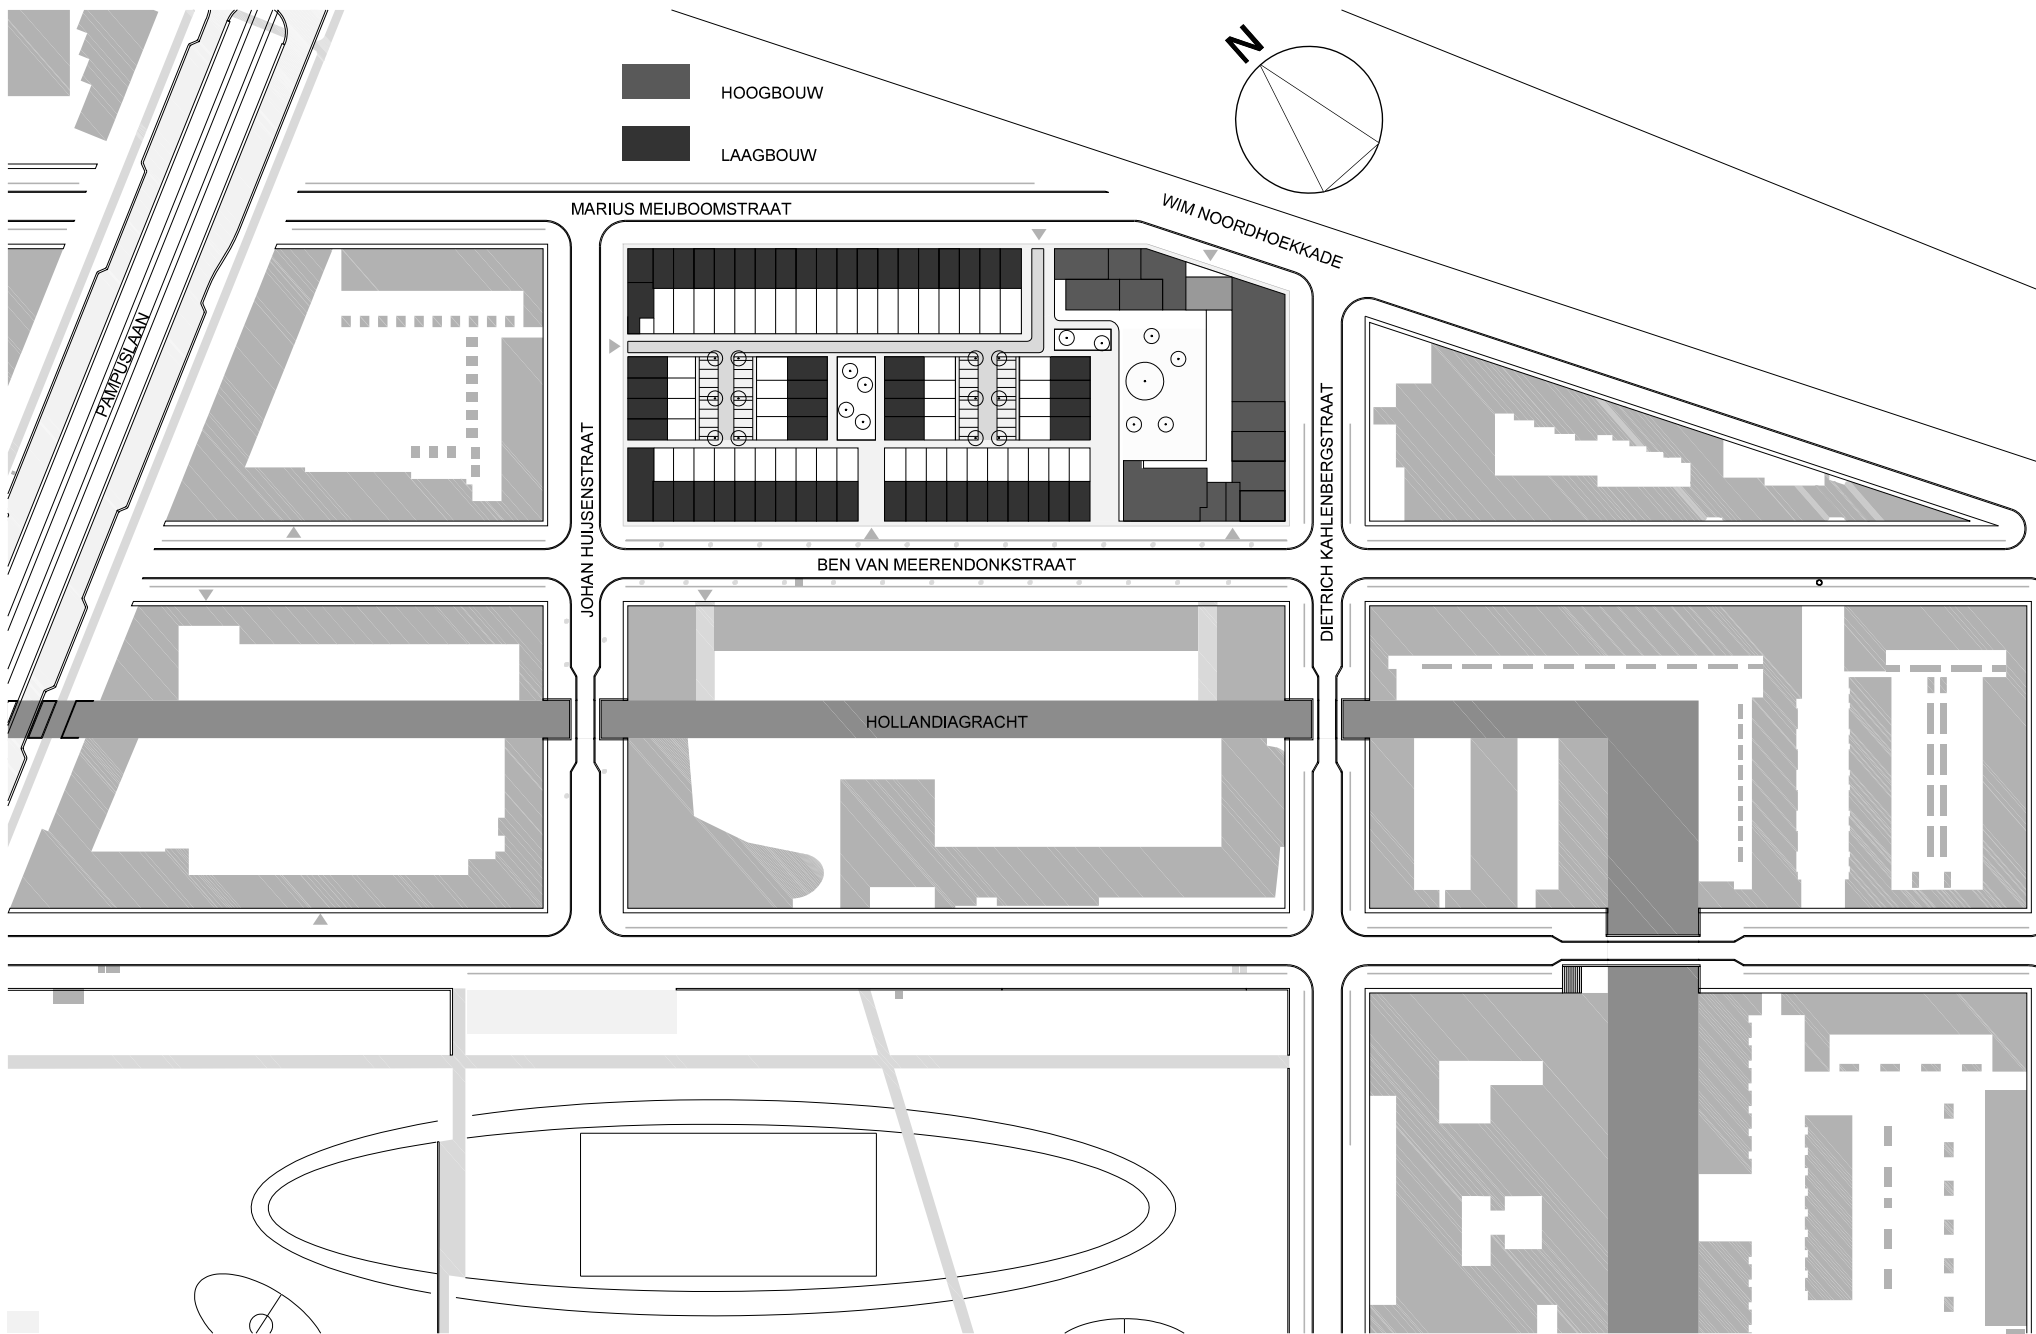 N
HOOGBOUW
LAAGBOUW
MARIUS MEIJBOOMSTRAAT
WIM NOORDHOEKKADE
PAMPUSLAAN
JOHAN HUIJSENSTRAAT
DIETRICH KAHLENBERGSTRAAT
BEN VAN MEERENDONKSTRAAT
HOLLANDIAGRACHT